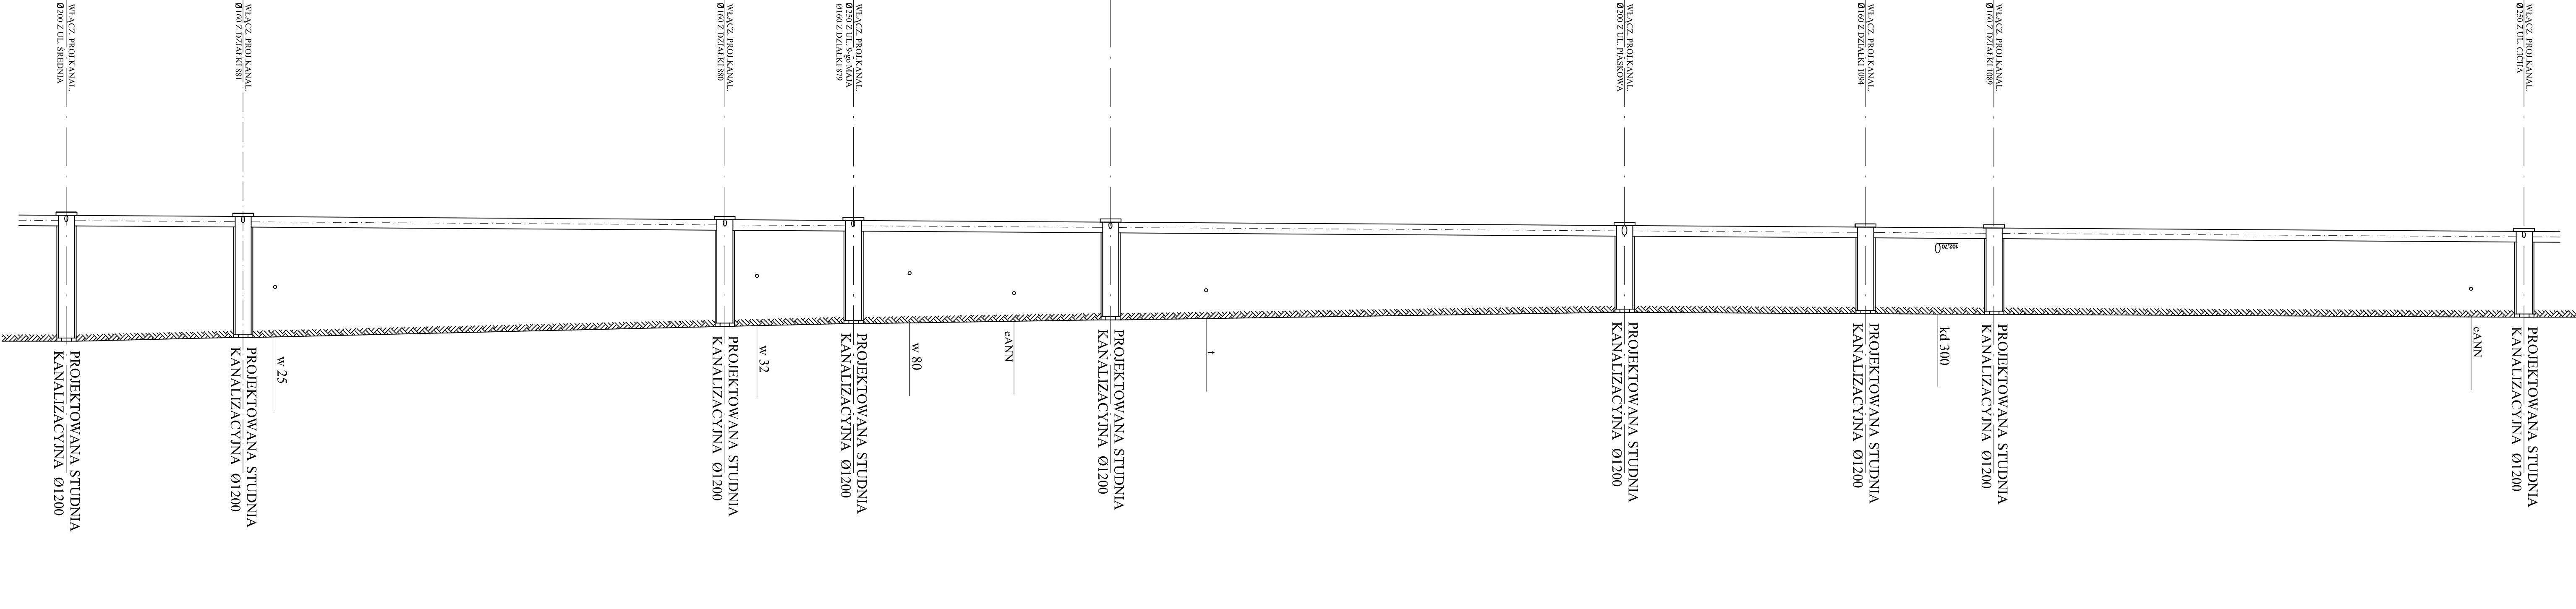 WŁĄCZ. PROJ.KANAL.
Ø200 Z UL. ŚREDNIA
WŁĄCZ. PROJ.KANAL.
Ø160 Z DZIAŁKI 881
WŁĄCZ. PROJ.KANAL.
Ø160 Z DZIAŁKI 880
WŁĄCZ. PROJ.KANAL.
Ø250 Z UL. 9-go MAJA
Ø160 Z DZIAŁKI 879
WŁĄCZ. PROJ.KANAL.
Ø200 Z UL. PIASKOWA
WŁĄCZ. PROJ.KANAL.
Ø160 Z DZIAŁKI 1094
WŁĄCZ. PROJ.KANAL.
Ø160 Z DZIAŁKI 1089
WŁĄCZ. PROJ.KANAL.
Ø250 Z UL. CICHA
102,70
PROJEKTOWANA STUDNIA
KANALIZACYJNA Ø1200
PROJEKTOWANA STUDNIA
KANALIZACYJNA Ø1200
w 25
PROJEKTOWANA STUDNIA
KANALIZACYJNA Ø1200
w 32
PROJEKTOWANA STUDNIA
KANALIZACYJNA Ø1200
w 80
eANN
PROJEKTOWANA STUDNIA
KANALIZACYJNA Ø1200
t
PROJEKTOWANA STUDNIA
KANALIZACYJNA Ø1200
PROJEKTOWANA STUDNIA
KANALIZACYJNA Ø1200
kd 300
PROJEKTOWANA STUDNIA
KANALIZACYJNA Ø1200
eANN
PROJEKTOWANA STUDNIA
KANALIZACYJNA Ø1200